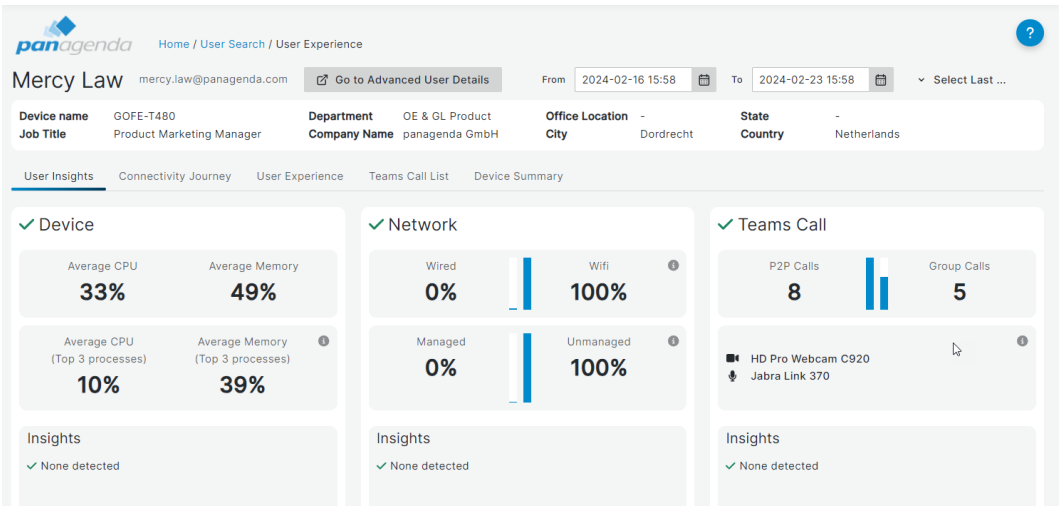 panagenda
Home / User Search / User Experience
?
Mercy Law mercy.law@panagenda.com Go to Advanced User Details From 2024-02-16 15:58 To 2024-02-23 15:58 Select Last ...
Device name GOFE-T480 Department OE & GL Product Office Location - State -
Job Title Product Marketing Manager Company Name panagenda GmbH City Dordrecht Country Netherlands
User Insights Connectivity Journey User Experience Teams Call List Device Summary
Device
Average CPU Average Memory
33% 49%
Average CPU Average Memory
(Top 3 processes) (Top 3 processes)
10% 39%
Insights
None detected
Network
Wired Wifi
0% 100%
Managed Unmanaged
0% 100%
Insights
None detected
Teams Call
P2P Calls Group Calls
8 5
HD Pro Webcam C920
Jabra Link 370
Insights
None detected